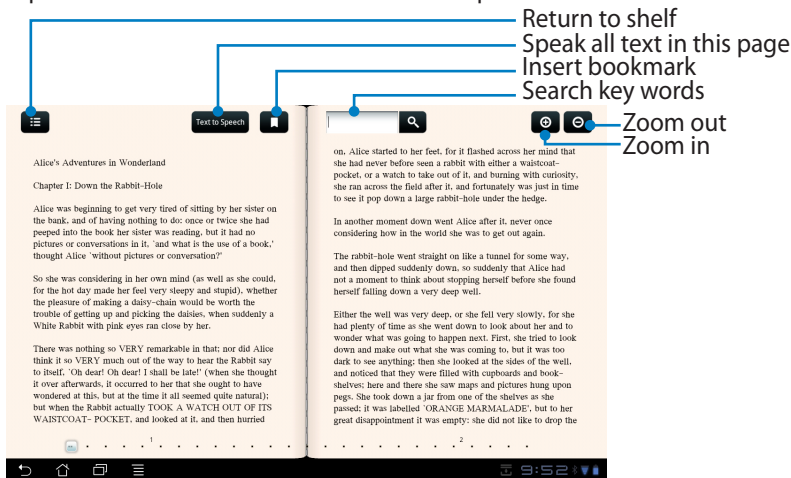 Return to shelf
Speak all text in this page
Insert bookmark
Search key words
Zoom out
Zoom in
Text to Speech
Alice's Adventures in Wonderland
Chapter I: Down the Rabbit-Hole
Alice was beginning to get very tired of sitting by her sister on
the bank, and of having nothing to do: once or twice she had
peeped into the book her sister was reading, but it had no
pictures or conversations in it, `and what is the use of a book,'
thought Alice `without pictures or conversation?'
So she was considering in her own mind (as well as she could,
for the hot day made her feel very sleepy and stupid), whether
the pleasure of making a daisy-chain would be worth the
trouble of getting up and picking the daisies, when suddenly a
White Rabbit with pink eyes ran close by her.
There was nothing so VERY remarkable in that; nor did Alice
think it so VERY much out of the way to hear the Rabbit say
to itself, `Oh dear! Oh dear! I shall be late!' (when she thought
it over afterwards, it occurred to her that she ought to have
wondered at this, but at the time it all seemed quite natural);
but when the Rabbit actually TOOK A WATCH OUT OF ITS
WAISTCOAT- POCKET, and looked at it, and then hurried
1
on, Alice started to her feet, for it flashed across her mind that
she had never before seen a rabbit with either a waistcoat-
pocket, or a watch to take out of it, and burning with curiosity,
she ran across the field after it, and fortunately was just in time
to see it pop down a large rabbit-hole under the hedge.
In another moment down went Alice after it, never once
considering how in the world she was to get out again.
The rabbit-hole went straight on like a tunnel for some way,
and then dipped suddenly down, so suddenly that Alice had
not a moment to think about stopping herself before she found
herself falling down a very deep well.
Either the well was very deep, or she fell very slowly, for she
had plenty of time as she went down to look about her and to
wonder what was going to happen next. First, she tried to look
down and make out what she was coming to, but it was too
dark to see anything; then she looked at the sides of the well,
and noticed that they were filled with cupboards and book-
shelves; here and there she saw maps and pictures hung upon
pegs. She took down a jar from one of the shelves as she
passed; it was labelled `ORANGE MARMALADE', but to her
great disappointment it was empty: she did not like to drop the
2
9:52